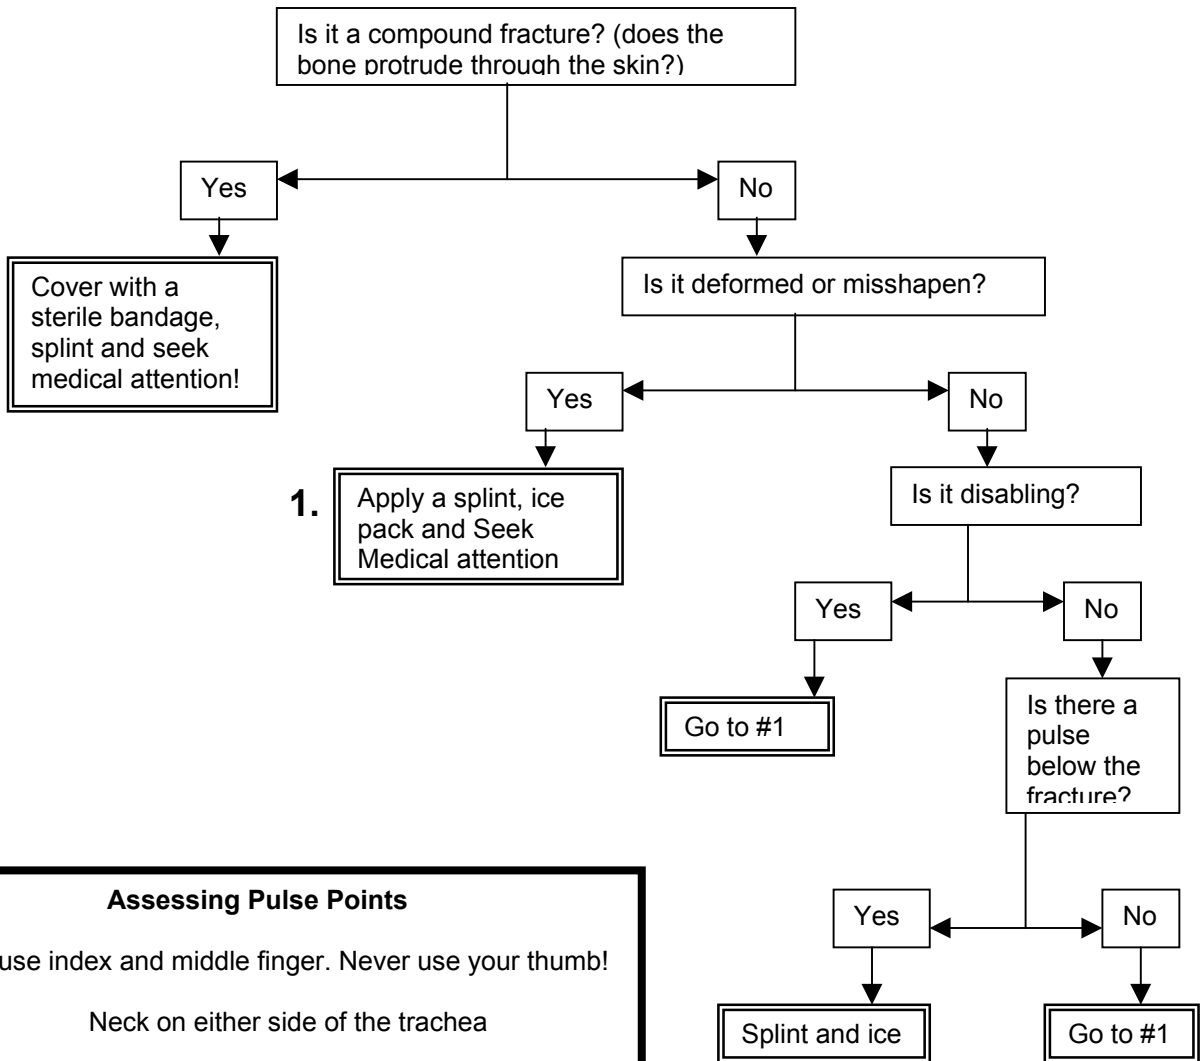 Is it a compound fracture? (does the
bone protrude through the skin?)
Yes
No
Cover with a
sterile bandage,
splint and seek
medical attention!
Is it deformed or misshapen?
Yes
No
1.
Apply a splint, ice
pack and Seek
Medical attention
Is it disabling?
Yes
No
Go to #1
Is there a
pulse
below the
fracture?
Yes
No
Splint and ice
Go to #1
Assessing Pulse Points
use index and middle finger. Never use your thumb!
Neck on either side of the trachea